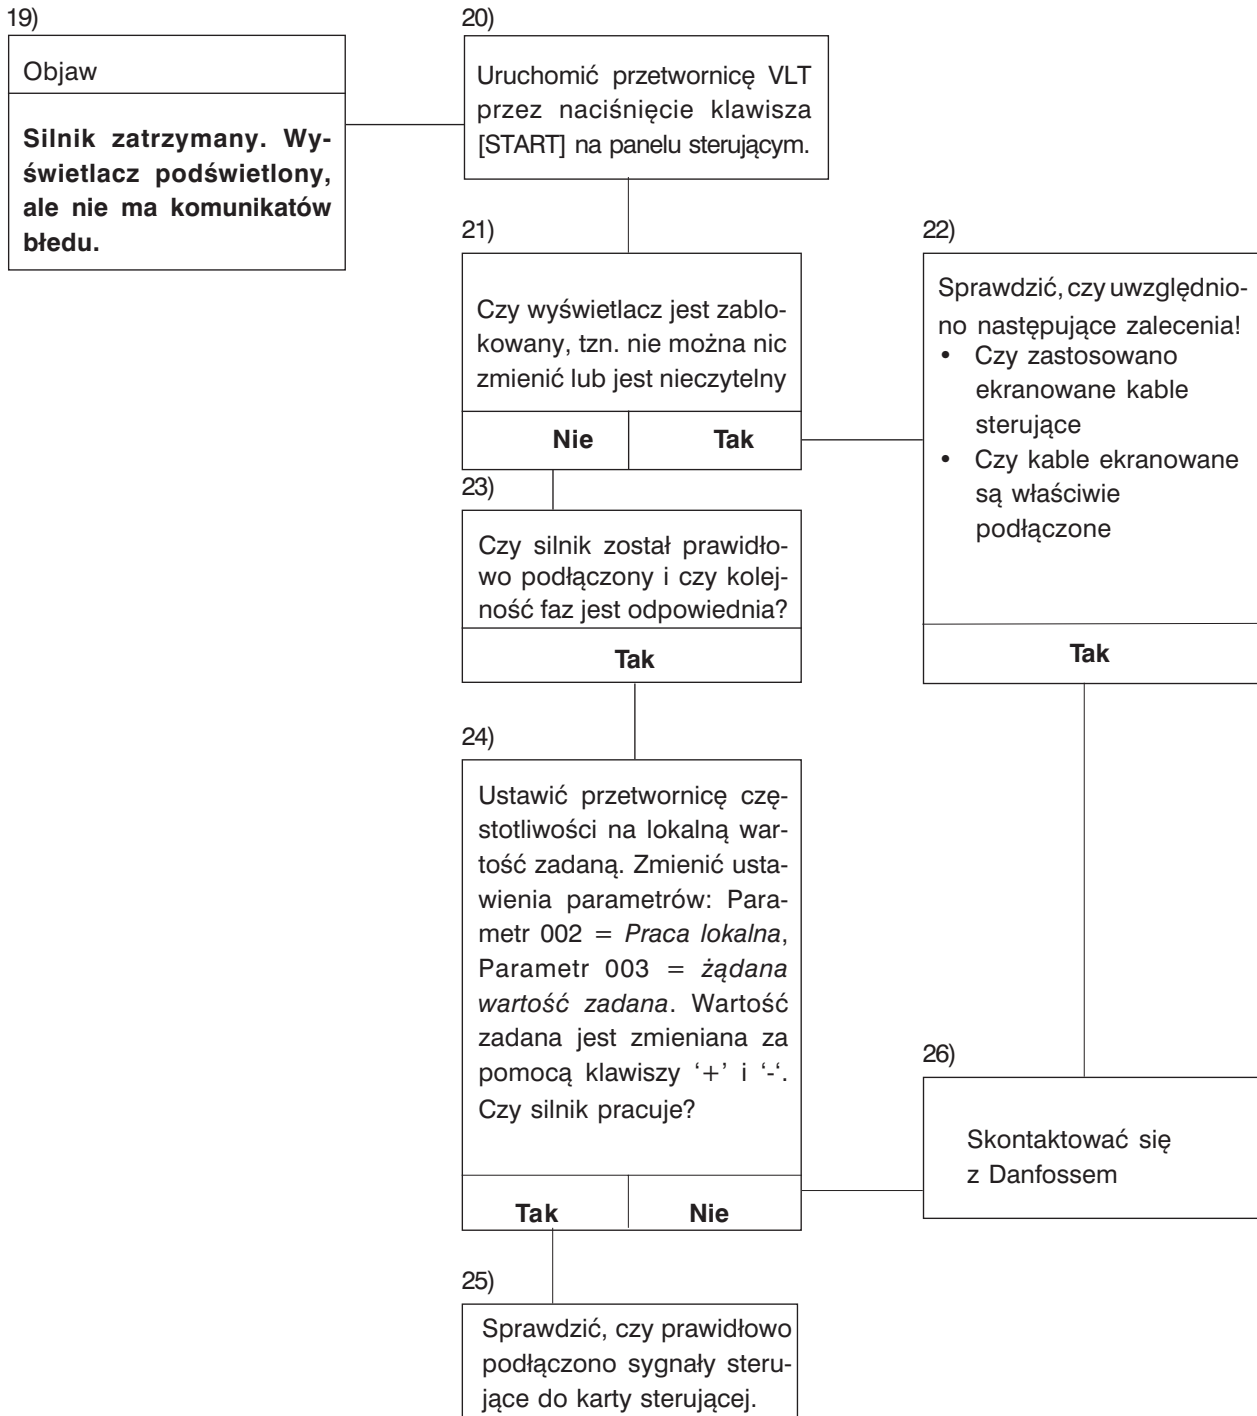 19)
Objaw
Silnik zatrzymany. Wy-
świetlacz podświetlony,
ale nie ma komunikatów
błedu.
20)
Uruchomić przetwornicę VLT
przez naciśnięcie klawisza
[START] na panelu sterującym.
21)
Czy wyświetlacz jest zablo-
kowany, tzn. nie można nic
zmienić lub jest nieczytelny
Nie Tak
22)
Sprawdzić, czy uwzględnio-
no następujące zalecenia!
• Czy zastosowano
ekranowane kable
sterujące
• Czy kable ekranowane
są właściwie
podłączone
Tak
23)
Czy silnik został prawidło-
wo podłączony i czy kolej-
ność faz jest odpowiednia?
Tak
24)
Ustawić przetwornicę czę-
stotliwości na lokalną war-
tość zadaną. Zmienić usta-
wienia parametrów: Para-
metr 002 = Praca lokalna,
Parametr 003 = żądana
wartość zadana. Wartość
zadana jest zmieniana za
pomocą klawiszy ‘+’ i ‘-‘.
Czy silnik pracuje?
Tak Nie
26)
Skontaktować się
z Danfossem
25)
Sprawdzić, czy prawidłowo
podłączono sygnały steru-
jące do karty sterującej.